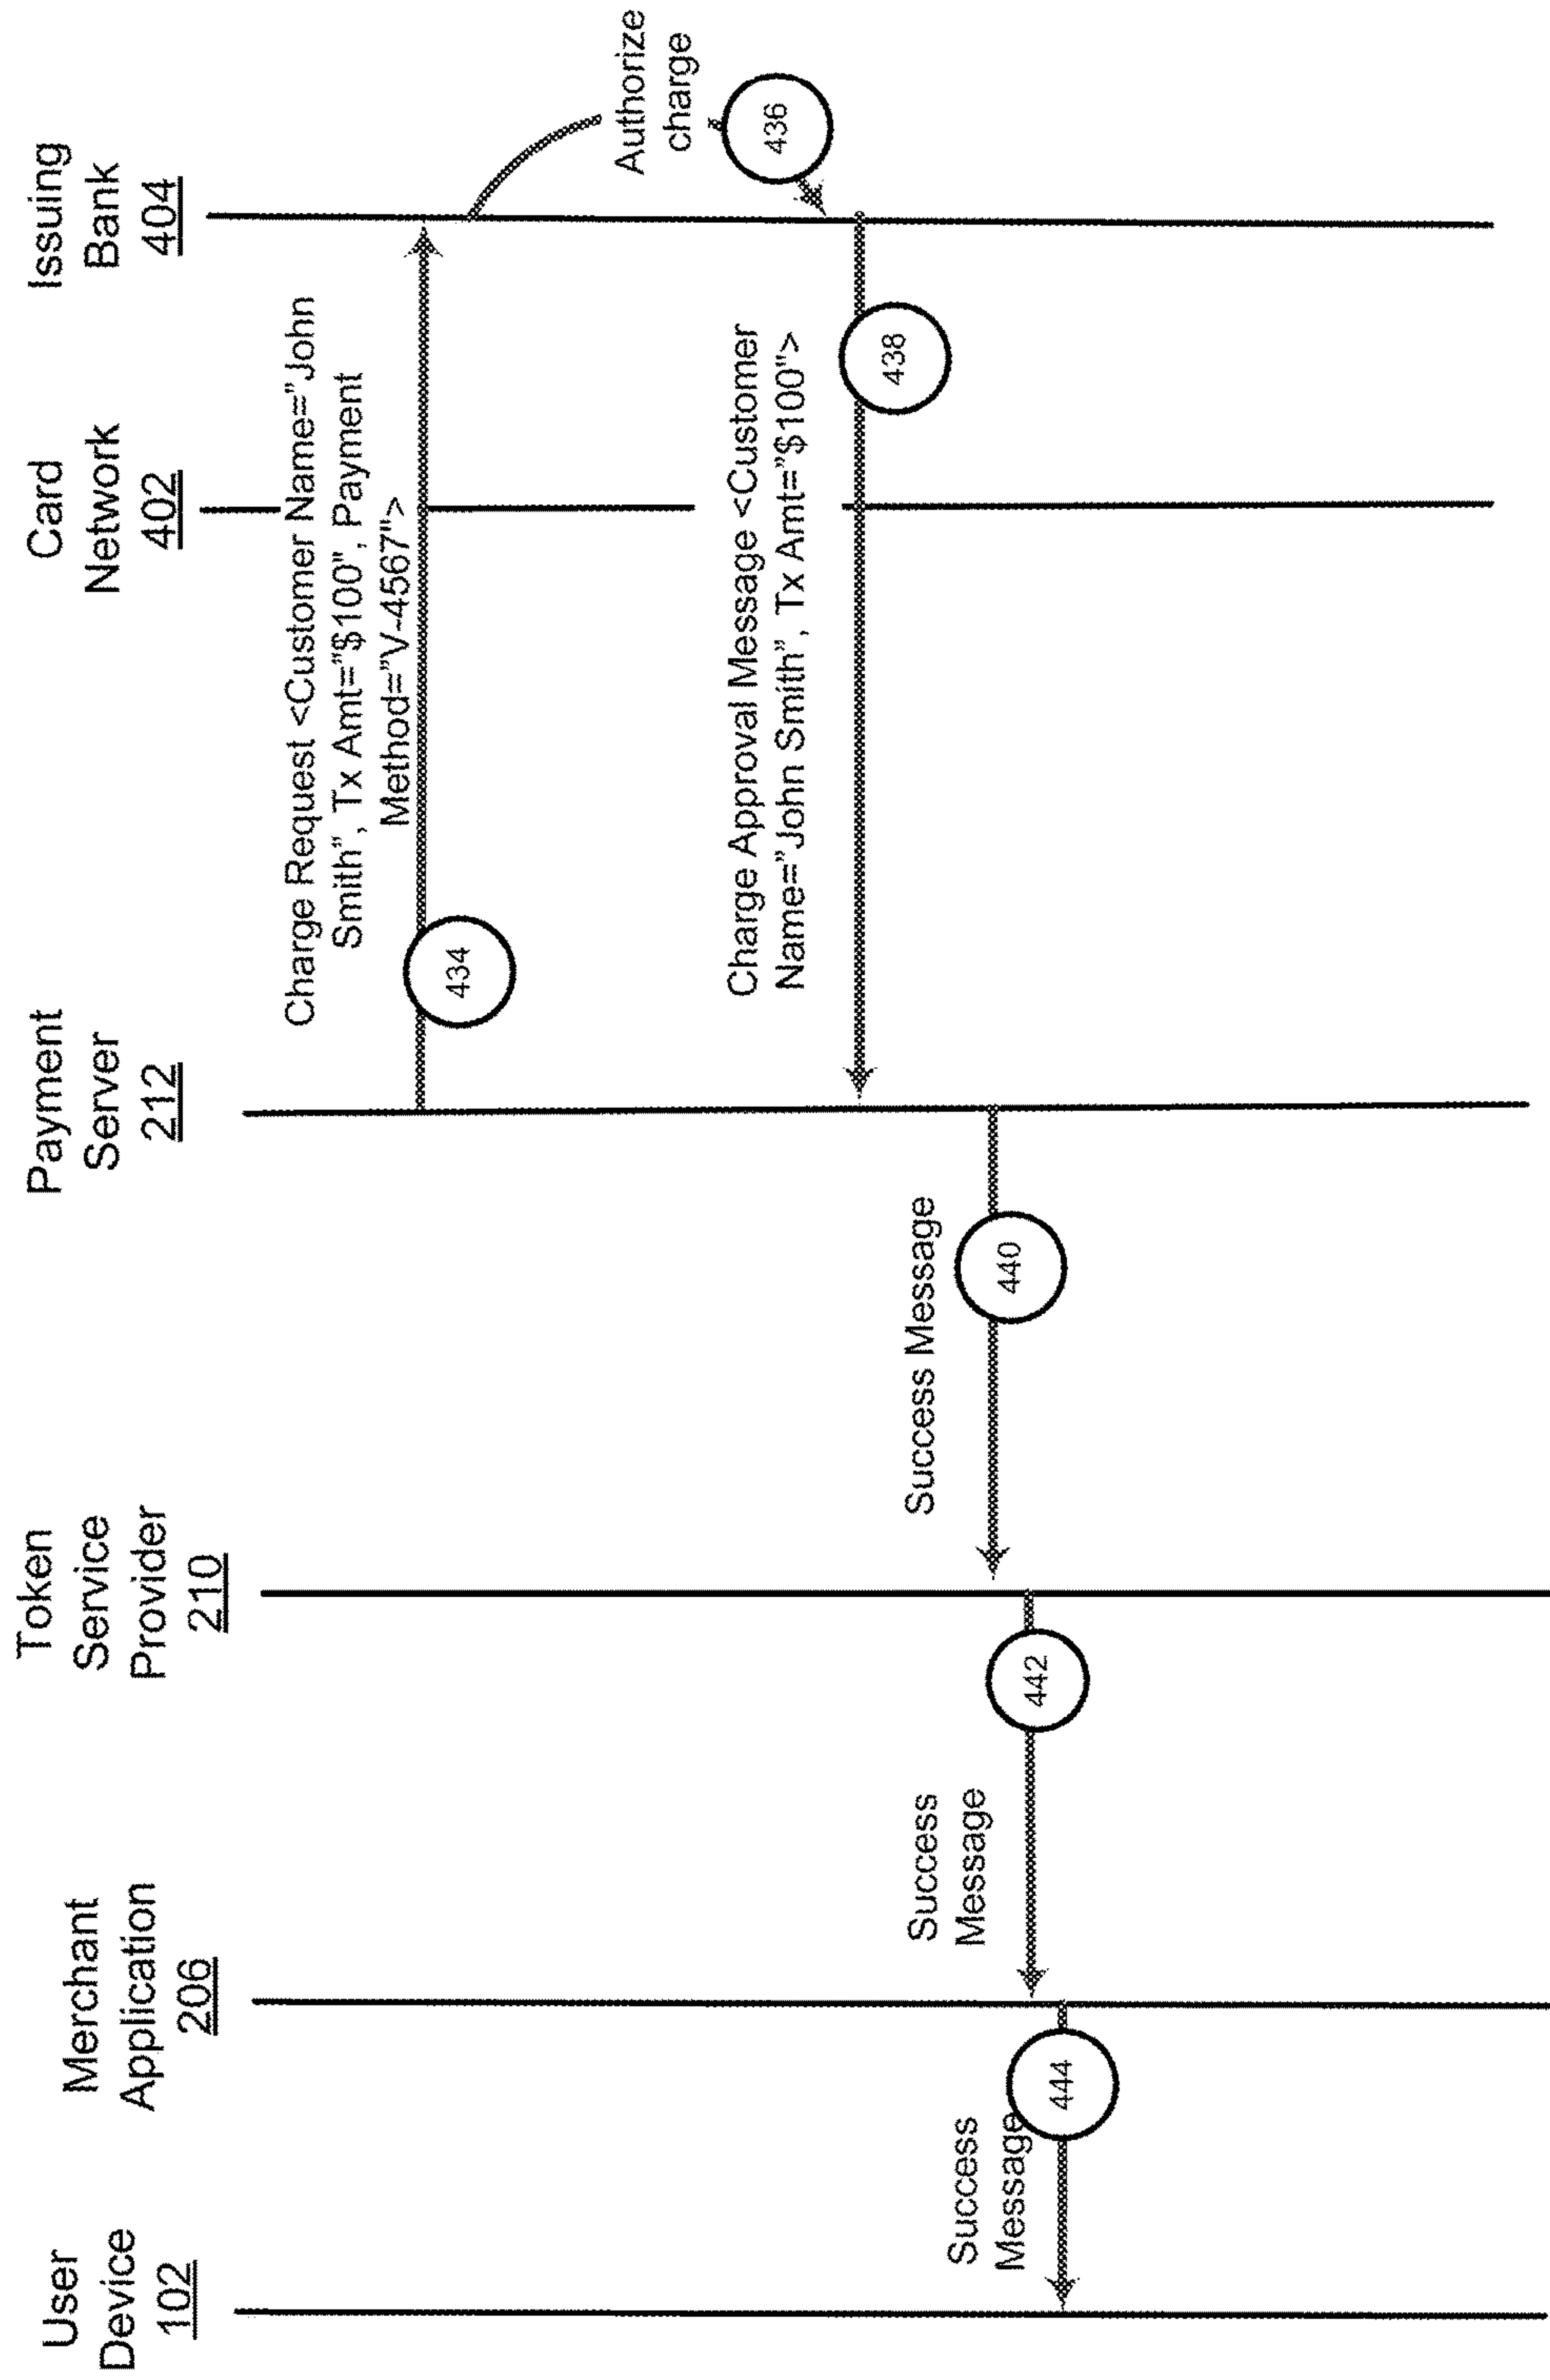 User
Device
102
Merchant
Application
206
Token
Service
Provider
210
Payment
Server
212
Card
Network
402
Issuing
Bank
404
Charge Request <Customer Name="John
Smith", Tx Amt="$100", Payment
Method="V-4567">
434
Authorize
charge
436
Charge Approval Message <Customer
Name="John Smith", Tx Amt="$100">
438
Success Message
440
Success
Message
442
Success
Message
444